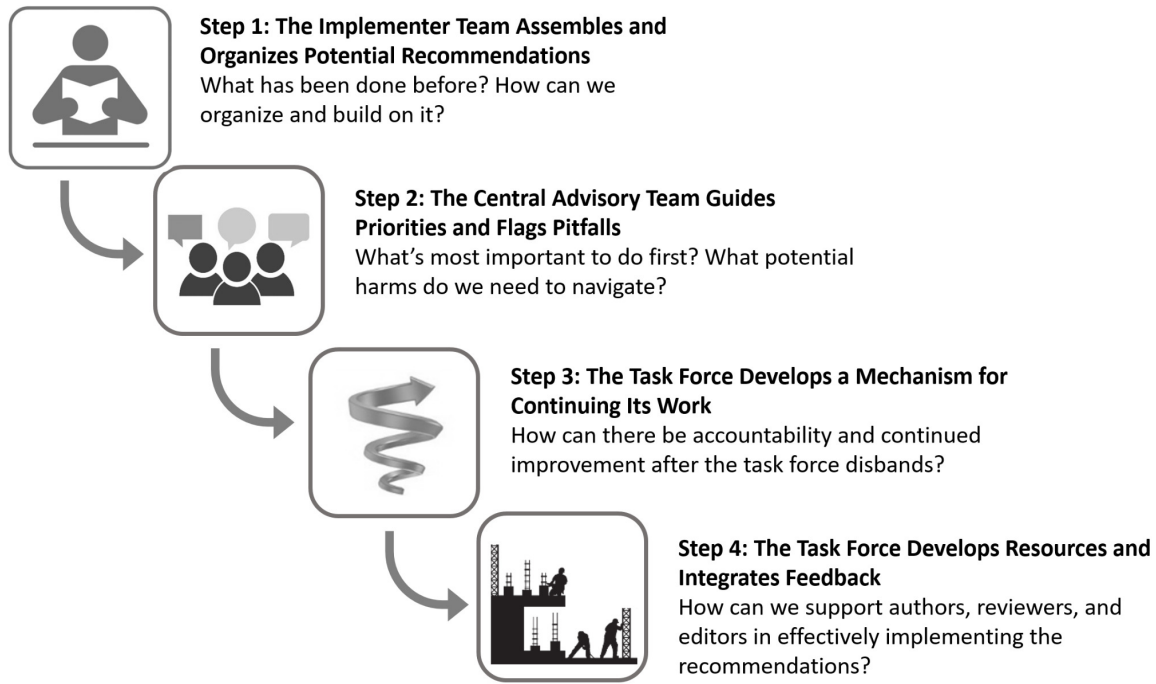 Step 1: The Implementer Team Assembles and
Organizes Potential Recommendations
What has been done before? How can we
organize and build on it?
Step 2: The Central Advisory Team Guides
Priorities and Flags Pitfalls
What’s most important to do first? What potential
harms do we need to navigate?
Step 3: The Task Force Develops a Mechanism for
Continuing Its Work
How can there be accountability and continued
improvement after the task force disbands?
Step 4: The Task Force Develops Resources and
Integrates Feedback
How can we support authors, reviewers, and
editors in effectively implementing the
recommendations?